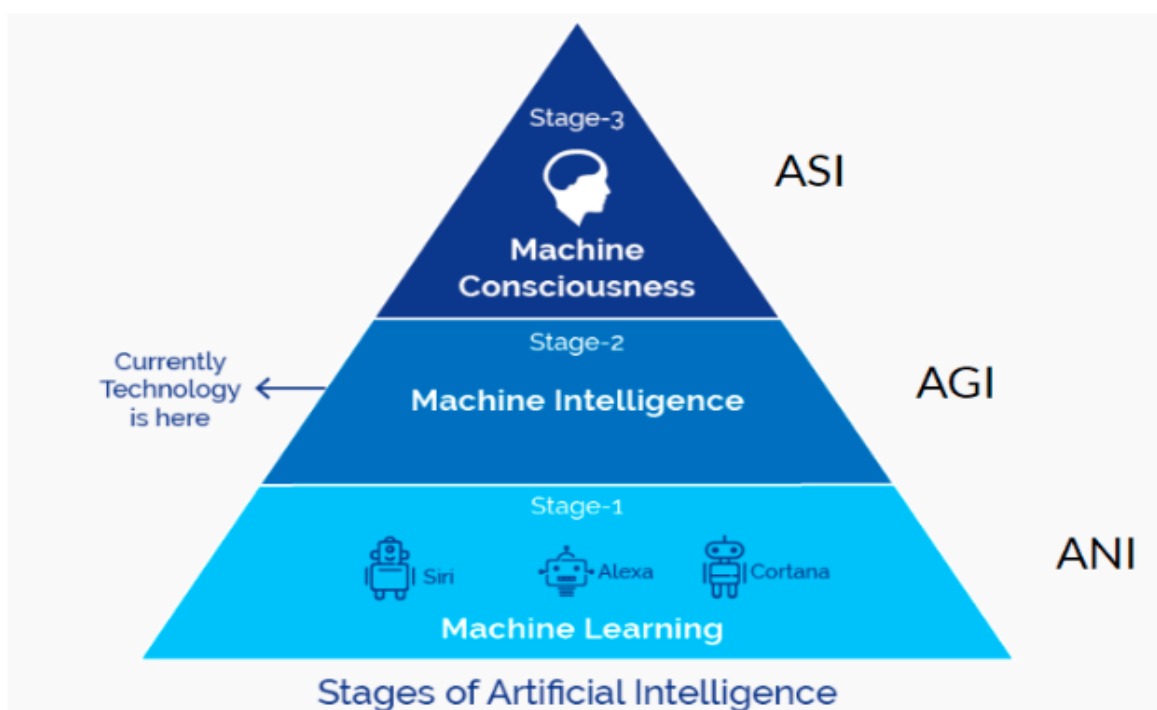 Stage-3
ASI
Machine
Consciousness
Stage-2
Currently
Technology
is here
Machine Intelligence
AGI
Stage-1
ANI
Siri
Alexa
Cortana
Machine Learning
Stages of Artificial Intelligence